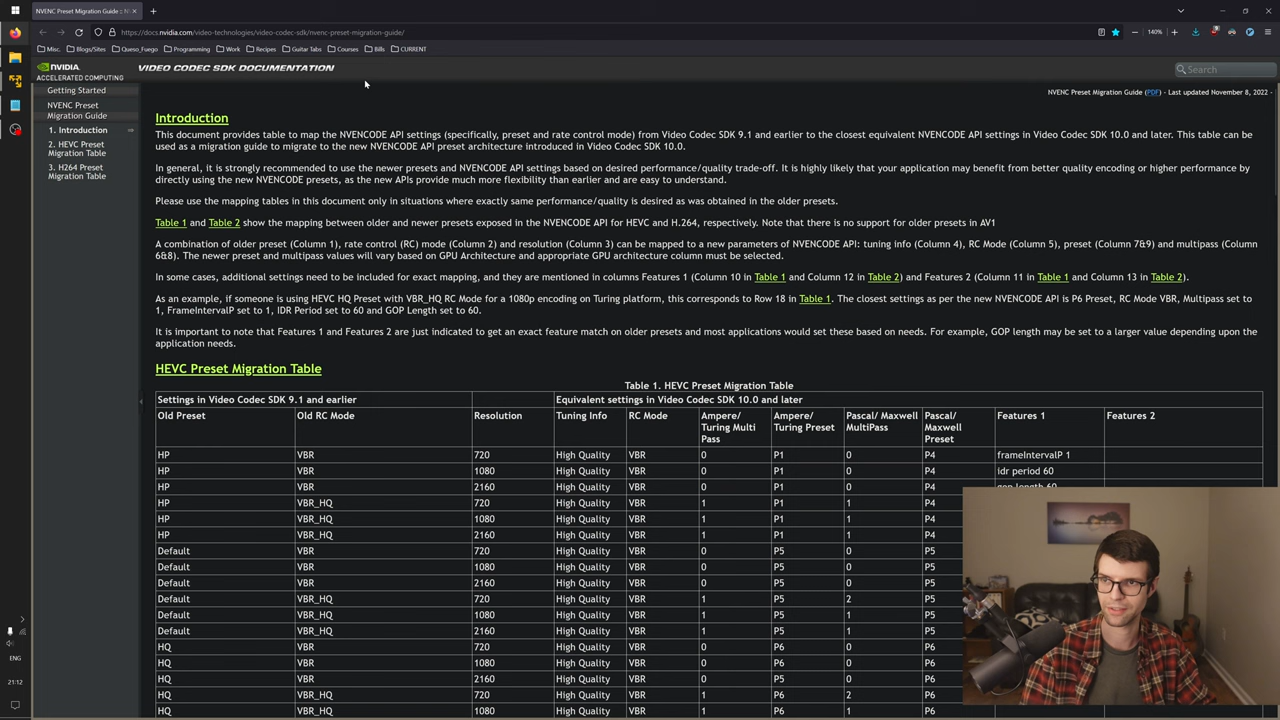 NVENC Preset Migration Guide :: N
https://docs.nvidia.com/video-technologies/video-codec-sdk/nvenc-preset-migration-guide/
140%
Misc.
Blogs/Sites
Queso_Fuego
Programming
Work
Recipes
Guitar Tabs
Courses
Bills
CURRENT
NVIDIA
ACCELERATED COMPUTING
VIDEO CODEC SDK DOCUMENTATION
Search
Getting Started
NVENC Preset
Migration Guide
1. Introduction
2. HEVC Preset
Migration Table
3. H264 Preset
Migration Table
NVENC Preset Migration Guide (PDF) - Last updated November 8, 2022 -
Introduction
This document provides table to map the NVENCODE API settings (specifically, preset and rate control mode) from Video Codec SDK 9.1 and earlier to the closest equivalent NVENCODE API settings in Video Codec SDK 10.0 and later. This table can be
used as a migration guide to migrate to the new NVENCODE API preset architecture introduced in Video Codec SDK 10.0.
In general, it is strongly recommended to use the newer presets and NVENCODE API settings based on desired performance/quality trade-off. It is highly likely that your application may benefit from better quality encoding or higher performance by
directly using the new NVENCODE presets, as the new APIs provide much more flexibility than earlier and are easy to understand.
Please use the mapping tables in this document only in situations where exactly same performance/quality is desired as was obtained in the older presets.
Table 1 and Table 2 show the mapping between older and newer presets exposed in the NVENCODE API for HEVC and H.264, respectively. Note that there is no support for older presets in AV1
A combination of older preset (Column 1), rate control (RC) mode (Column 2) and resolution (Column 3) can be mapped to a new parameters of NVENCODE API: tuning info (Column 4), RC Mode (Column 5), preset (Column 7&9) and multipass (Column
6&8). The newer preset and multipass values will vary based on GPU Architecture and appropriate GPU architecture column must be selected.
In some cases, additional settings need to be included for exact mapping, and they are mentioned in columns Features 1 (Column 10 in Table 1 and Column 12 in Table 2) and Features 2 (Column 11 in Table 1 and Column 13 in Table 2).
As an example, if someone is using HEVC HQ Preset with VBR_HQ RC Mode for a 1080p encoding on Turing platform, this corresponds to Row 18 in Table 1. The closest settings as per the new NVENCODE API is P6 Preset, RC Mode VBR, Multipass set to
1, FrameIntervalP set to 1, IDR Period set to 60 and GOP Length set to 60.
It is important to note that Features 1 and Features 2 are just indicated to get an exact feature match on older presets and most applications would set these based on needs. For example, GOP length may be set to a larger value depending upon the
application needs.
HEVC Preset Migration Table
Table 1. HEVC Preset Migration Table
Settings in Video Codec SDK 9.1 and earlier Equivalent settings in Video Codec SDK 10.0 and later
Old Preset Old RC Mode Resolution Tuning Info RC Mode Ampere/ Turing Multi Pass Ampere/ Turing Preset Pascal/ Maxwell MultiPass Pascal/ Maxwell Preset Features 1 Features 2
HP VBR 720 High Quality VBR 0 P1 0 P4 frameIntervalP 1
HP VBR 1080 High Quality VBR 0 P1 0 P4 idr period 60
HP VBR 2160 High Quality VBR 0 P1 0 P4 gop length 60
HP VBR_HQ 720 High Quality VBR 1 P1 1 P4
HP VBR_HQ 1080 High Quality VBR 1 P1 1 P4
HP VBR_HQ 2160 High Quality VBR 1 P1 1 P4
Default VBR 720 High Quality VBR 0 P5 0 P5
Default VBR 1080 High Quality VBR 0 P5 0 P5
Default VBR 2160 High Quality VBR 0 P5 0 P5
Default VBR_HQ 720 High Quality VBR 1 P5 2 P5
Default VBR_HQ 1080 High Quality VBR 1 P5 1 P5
Default VBR_HQ 2160 High Quality VBR 1 P5 1 P5
HQ VBR 720 High Quality VBR 0 P6 0 P6
HQ VBR 1080 High Quality VBR 0 P6 0 P6
HQ VBR 2160 High Quality VBR 0 P6 0 P6
HQ VBR_HQ 720 High Quality VBR 1 P6 2 P6
HQ VBR_HQ 1080 High Quality VBR 1 P6 1 P6
ENG
21:12